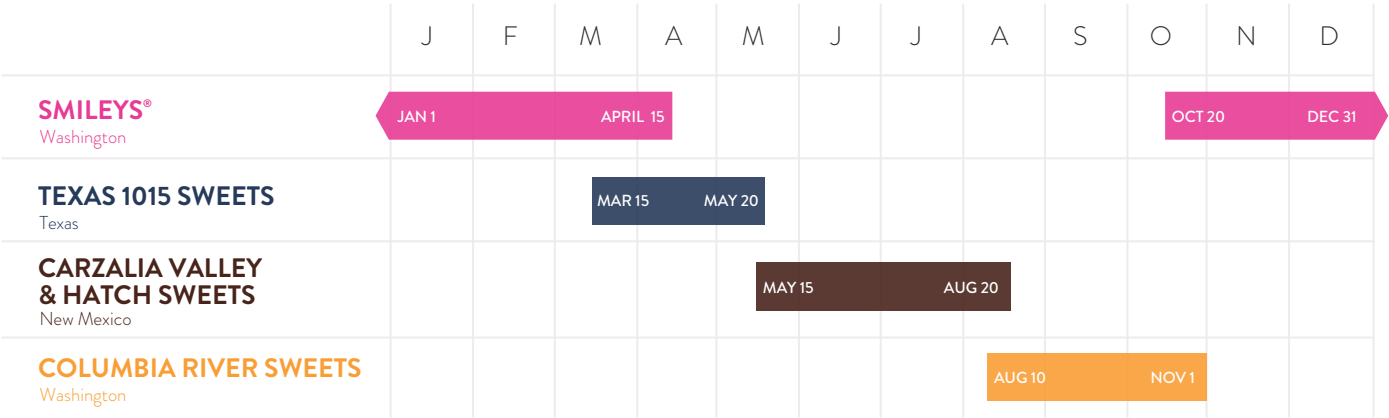 J F M A M J J A S O N D
SMILEYS®
Washington
JAN 1 APRIL 15 OCT 20 DEC 31
TEXAS 1015 SWEETS
Texas
MAR 15 MAY 20
CARZALIA VALLEY
& HATCH SWEETS
New Mexico
MAY 15 AUG 20
COLUMBIA RIVER SWEETS
Washington
AUG 10 NOV 1